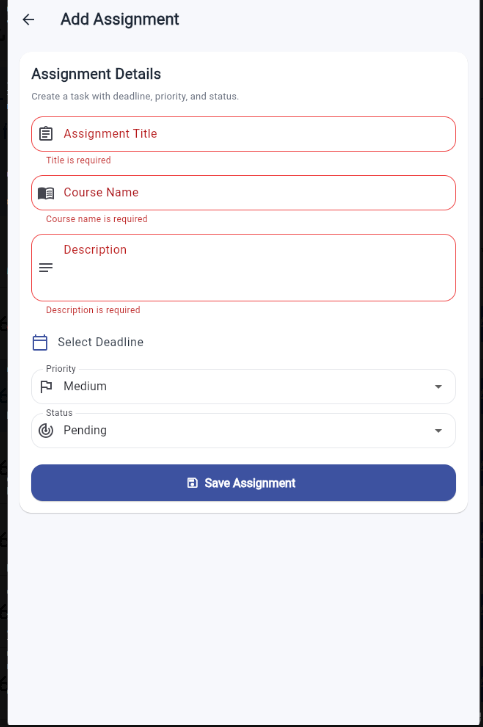 Add Assignment
Assignment Details
Create a task with deadline, priority, and status.
Assignment Title
Title is required
Course Name
Course name is required
Description
Description is required
Select Deadline
Priority
Medium
Status
Pending
Save Assignment